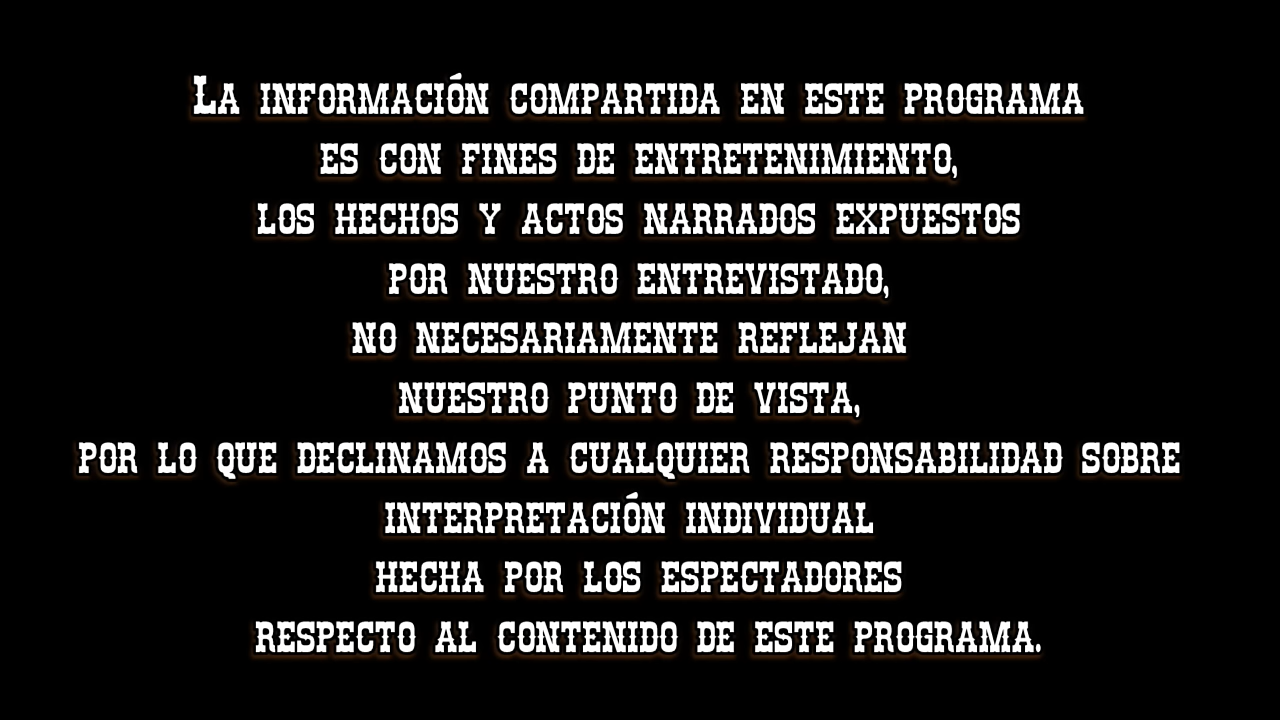 La información compartida en este programa
es con fines de entretenimiento,
los hechos y actos narrados expuestos
por nuestro entrevistado,
no necesariamente reflejan
nuestro punto de vista,
por lo que declinamos a cualquier responsabilidad sobre
interpretación individual
hecha por los espectadores
respecto al contenido de este programa.